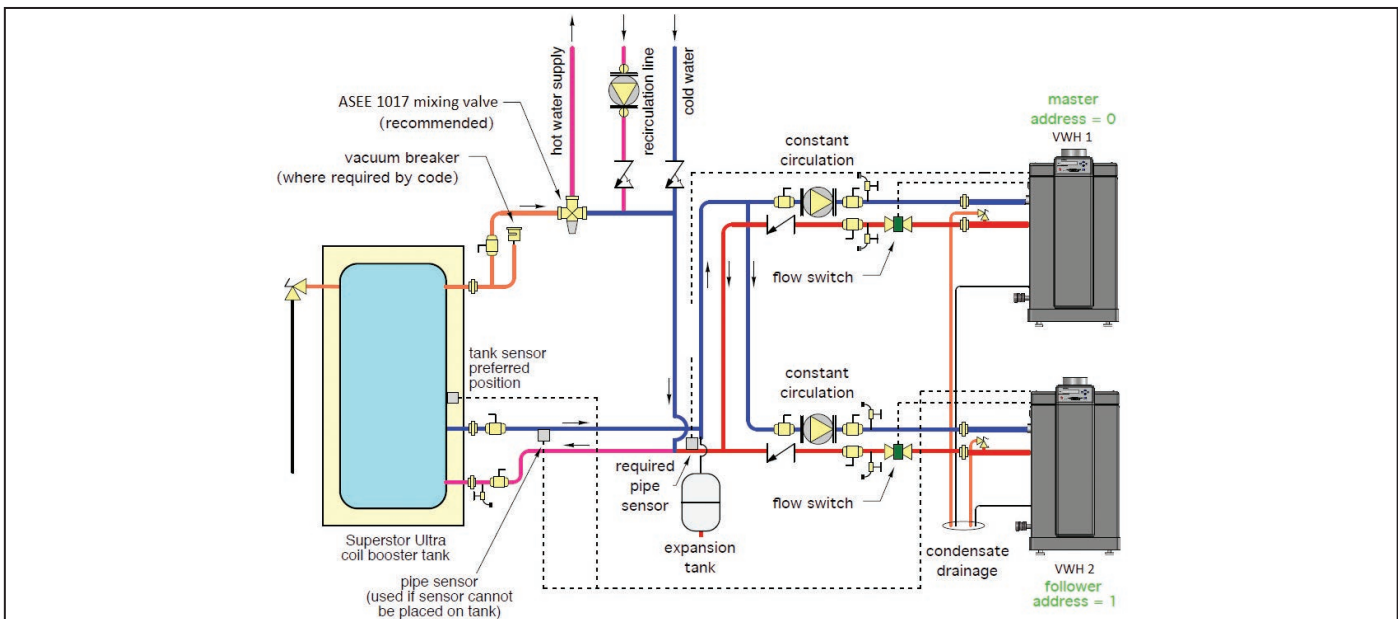 hot water supply
recirculation line
cold water
ASEE 1017 mixing valve
(recommended)
vacuum breaker
(where required by code)
constant
circulation
master
address = 0
VWH 1
flow switch
tank sensor
preferred
position
constant
circulation
required
pipe
sensor
flow switch
Superstor Ultra
coil booster tank
expansion
tank
condensate
drainage
pipe sensor
(used if sensor cannot
be placed on tank)
VWH 2
follower
address = 1